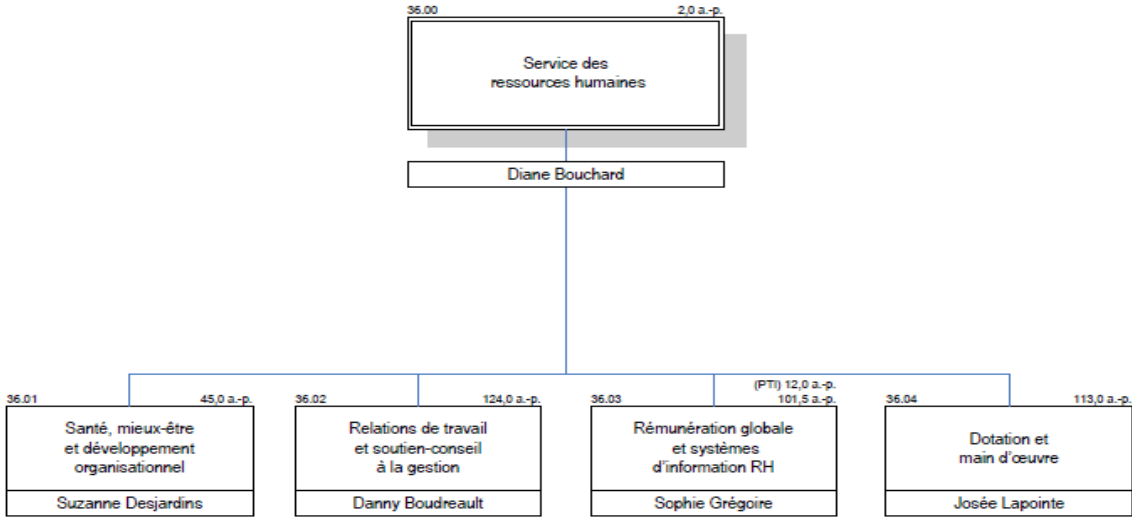 36.00 2,0 a.-p.
Service des
ressources humaines
Diane Bouchard
36.01 45,0 a.-p.
Santé, mieux-être
et développement
organisationnel
Suzanne Desjardins
36.02 124,0 a.-p.
Relations de travail
et soutien-conseil
à la gestion
Danny Boudreault
(PTI) 12,0 a.-p.
36.03 101,5 a.-p.
Rémunération globale
et systèmes
d'information RH
Sophie Grégoire
36.04 113,0 a.-p.
Dotation et
main d'œuvre
Josée Lapointe